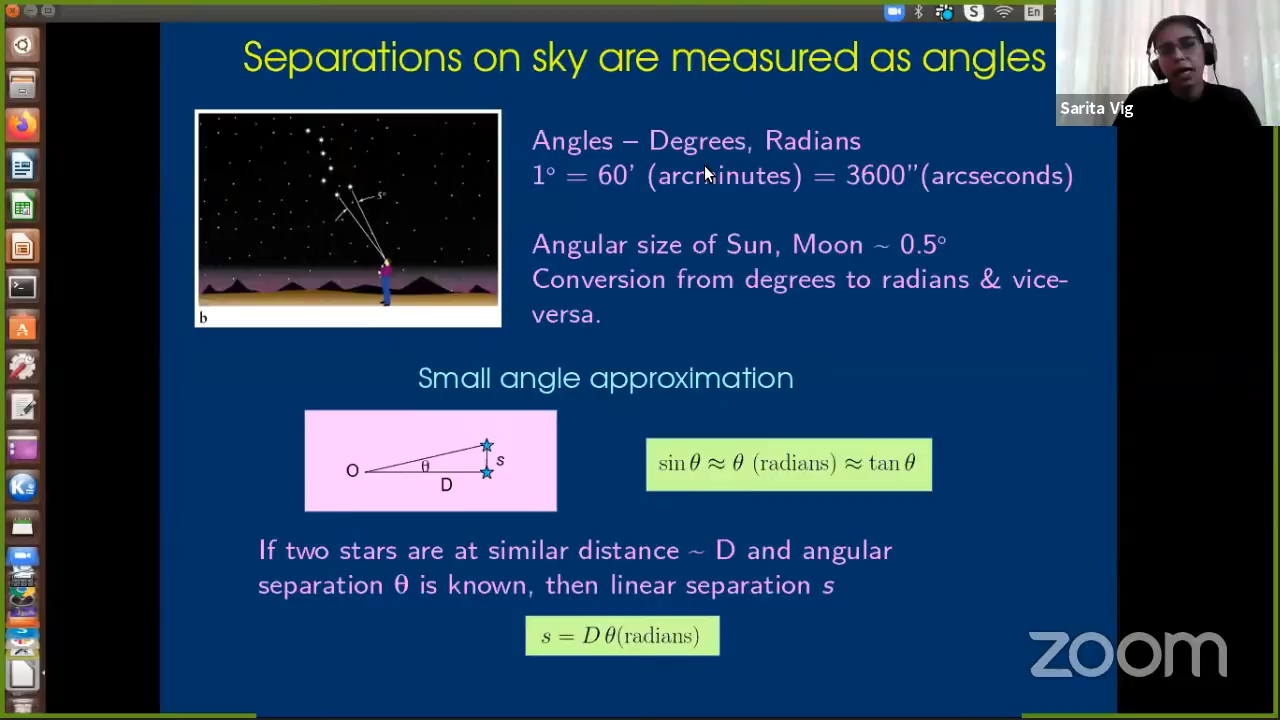 En
Separations on sky are measured as angles
Sarita Vig
Angles – Degrees, Radians
1° = 60' (arcminutes) = 3600"(arcseconds)
5°
Angular size of Sun, Moon ~ 0.5°
Conversion from degrees to radians & vice-
versa.
b
Small angle approximation
O θ s
D
sin θ ≈ θ (radians) ≈ tan θ
If two stars are at similar distance ~ D and angular
separation θ is known, then linear separation s
s = D θ(radians)
zoom